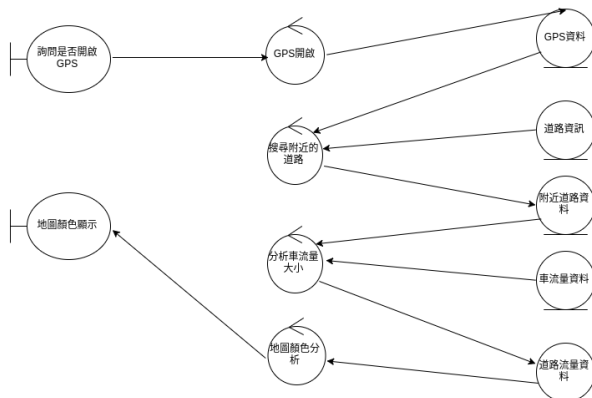 詢問是否開啟
GPS
GPS開啟
GPS資料
搜尋附近的
道路
道路資訊
地圖顏色顯示
附近道路資
料
分析車流量
大小
車流量資料
地圖顏色分
析
道路流量資
料